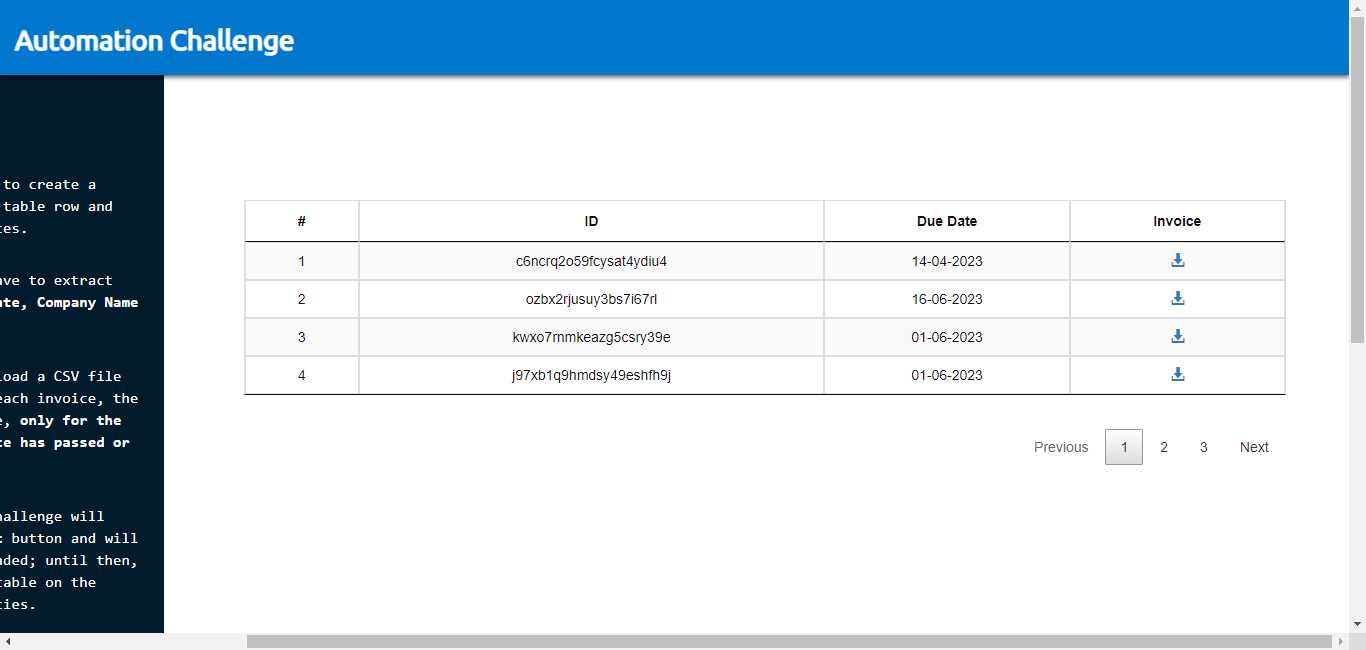 Automation Challenge
to create a
table row and
tes.
ave to extract
ate, Company Name
load a CSV file
each invoice, the
e, only for the
te has passed or
hallenge will
t button and will
aded; until then,
table on the
ties.
# ID Due Date Invoice
1 c6ncrq2o59fcysat4ydiu4 14-04-2023
2 ozbx2rjusuy3bs7i67rl 16-06-2023
3 kwxo7rnmkeazg5csry39e 01-06-2023
4 j97xb1q9hmdsy49eshfh9j 01-06-2023
Previous 1 2 3 Next